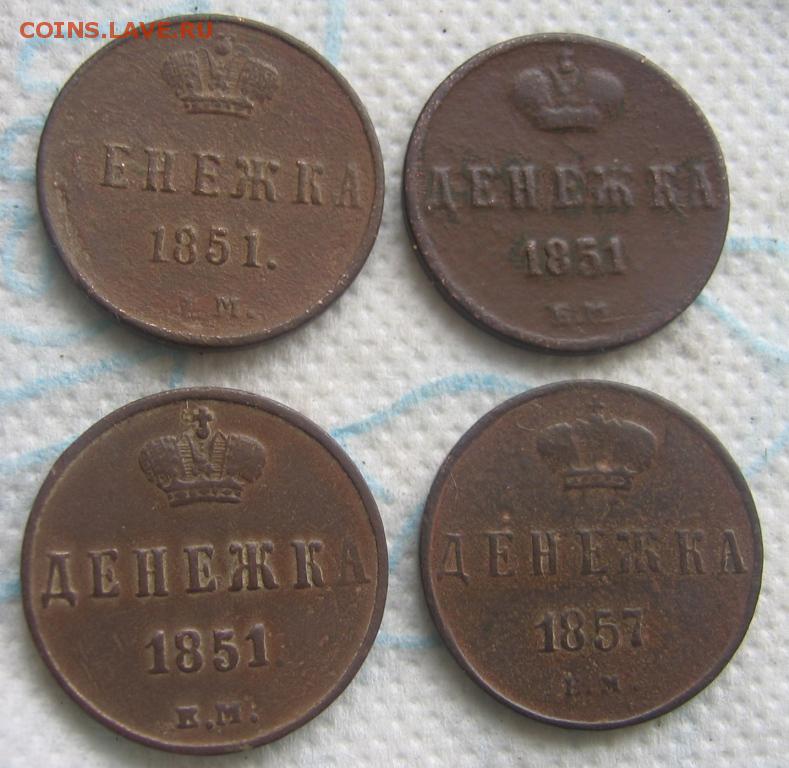 COINS.LAVE.RU
ЕНЕЖКА
1851.
.М.
ДЕНЕЖКА
1851
Е.М
ДЕНЕЖКА
1851.
Е.М.
ДЕНЕЖКА
1857
Е.М.